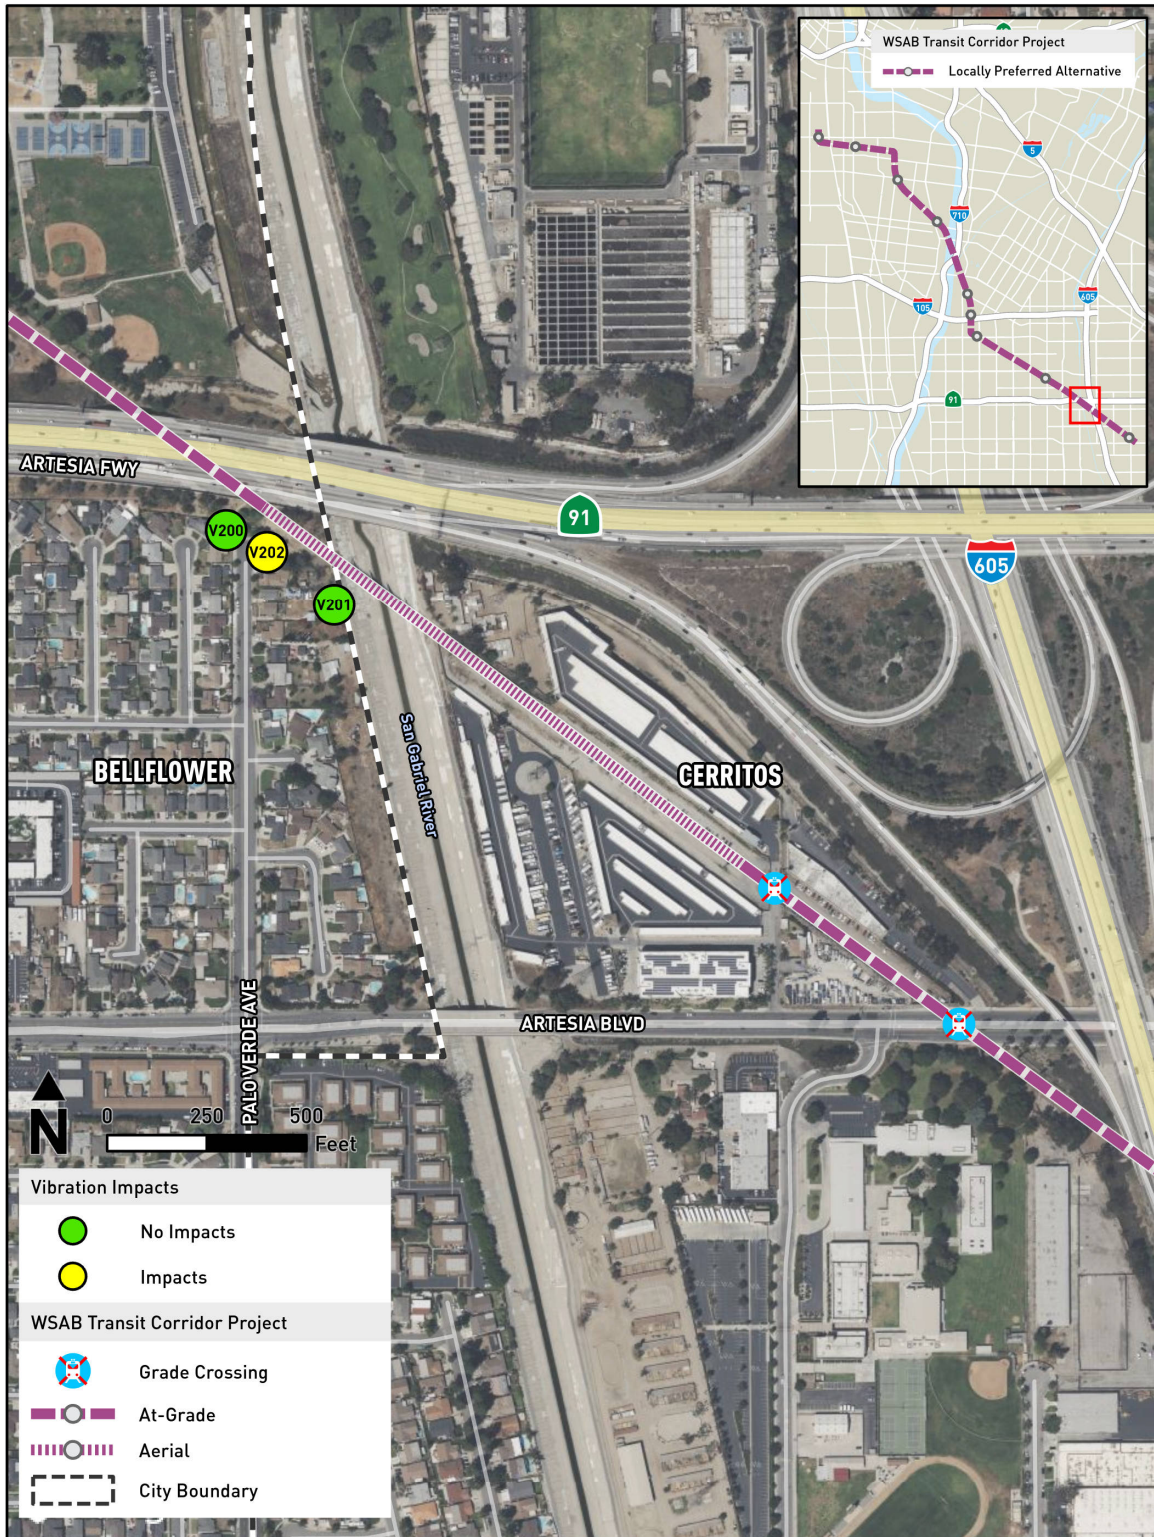 WSAB Transit Corridor Project
Locally Preferred Alternative
5
710
105
605
91
ARTESIA FWY
91
605
V200
V202
V201
San Gabriel River
BELLFLOWER
CERRITOS
PALO VERDE AVE
ARTESIA BLVD
N
0 250 500
Feet
Vibration Impacts
No Impacts
Impacts
WSAB Transit Corridor Project
Grade Crossing
At-Grade
Aerial
City Boundary